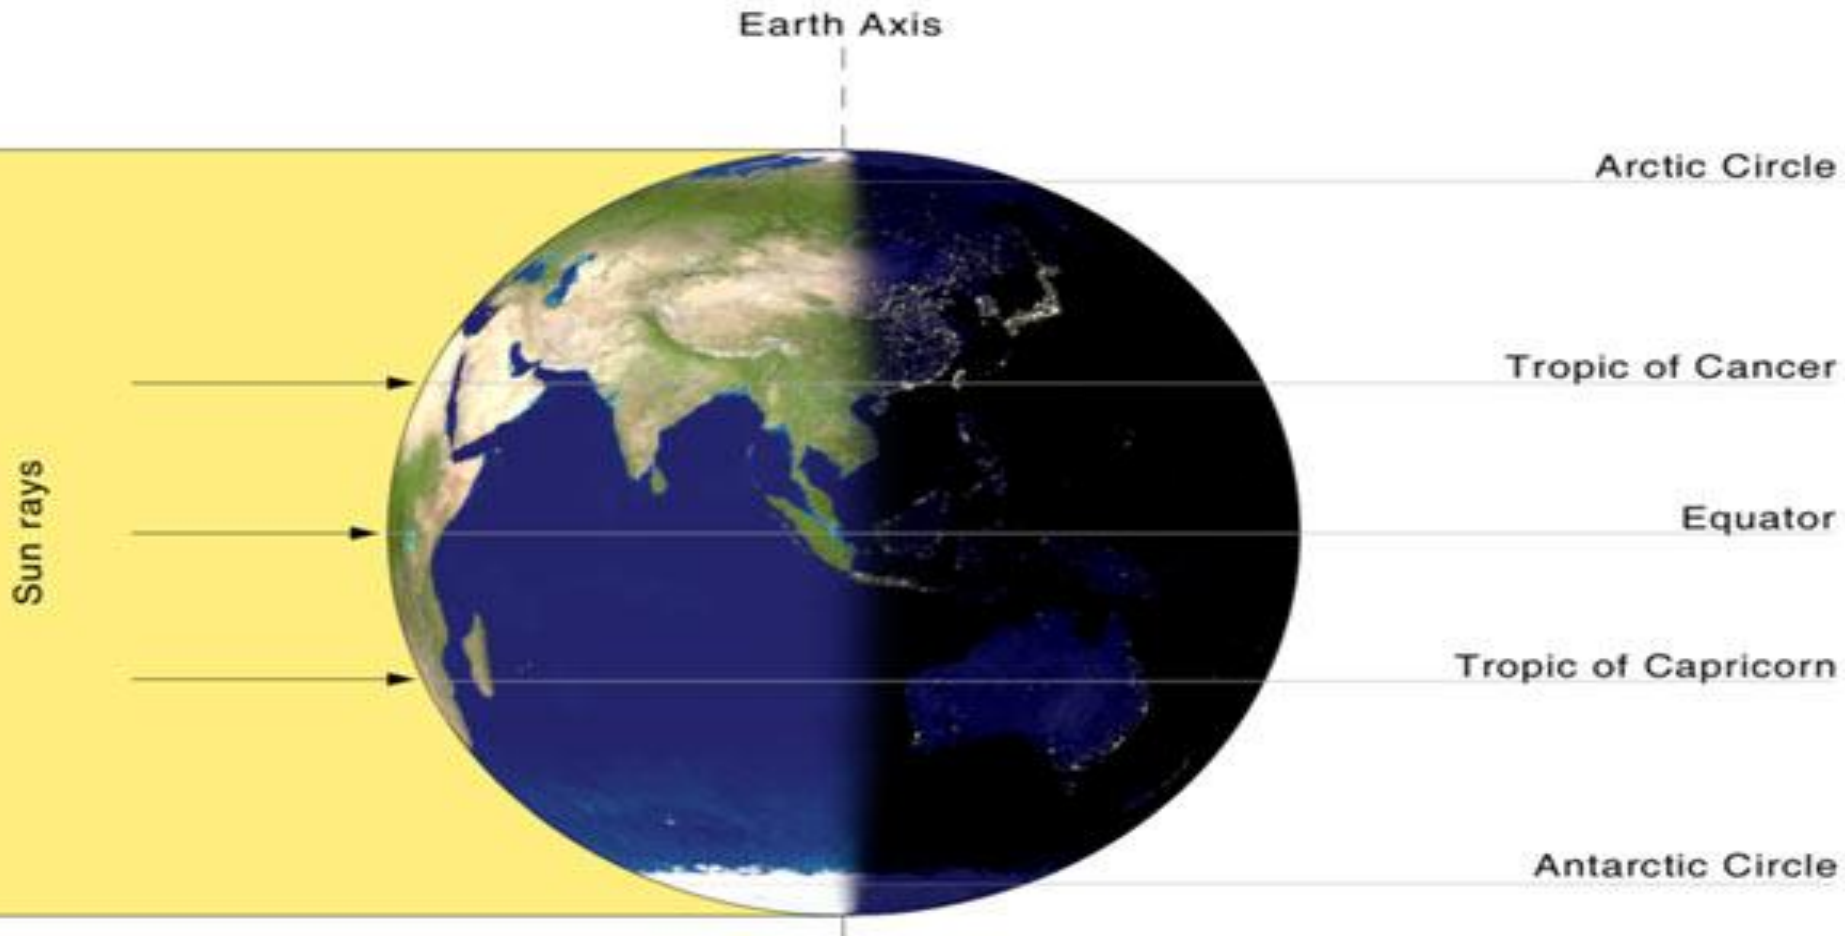 Earth Axis
Arctic Circle
Tropic of Cancer
Sun rays
Equator
Tropic of Capricorn
Antarctic Circle